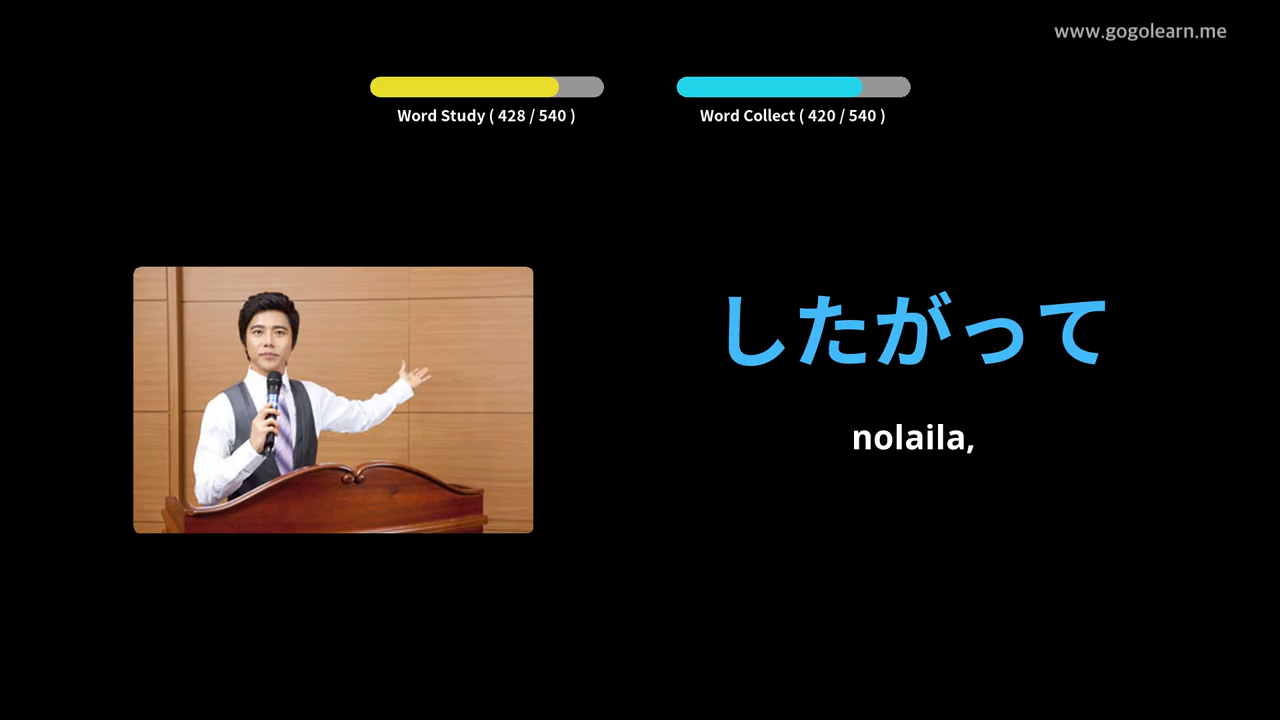 www.gogolearn.me
Word Study ( 428 / 540 )
Word Collect ( 420 / 540 )
したがって
nolaila,